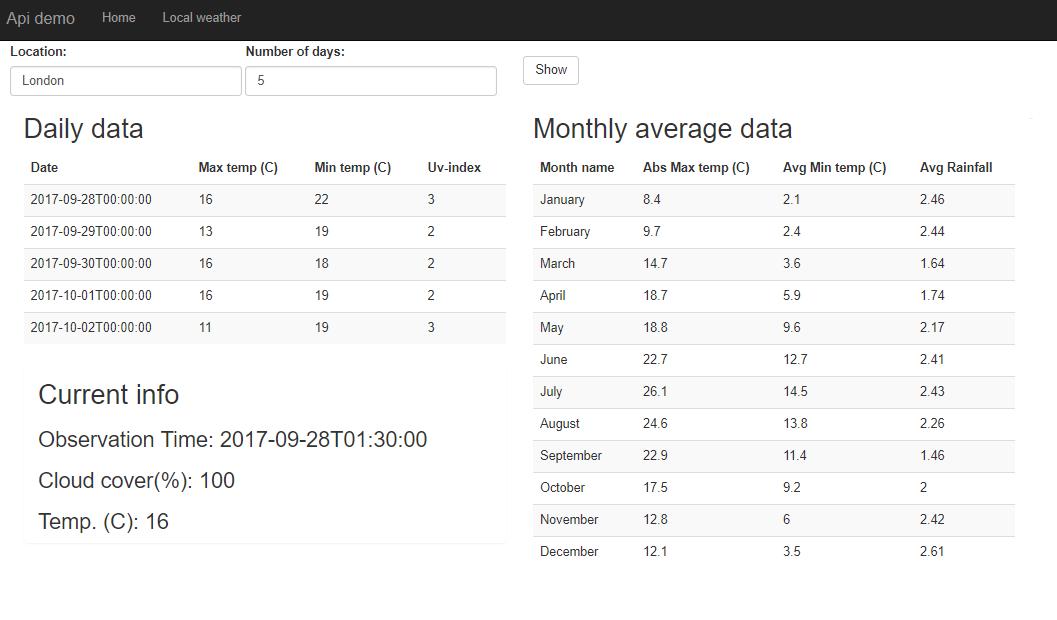 Api demo Home Local weather
Location: Number of days:
London 5 Show
Daily data
Date Max temp (C) Min temp (C) Uv-index
2017-09-28T00:00:00 16 22 3
2017-09-29T00:00:00 13 19 2
2017-09-30T00:00:00 16 18 2
2017-10-01T00:00:00 16 19 2
2017-10-02T00:00:00 11 19 3
Current info
Observation Time: 2017-09-28T01:30:00
Cloud cover(%): 100
Temp. (C): 16
Monthly average data
Month name Abs Max temp (C) Avg Min temp (C) Avg Rainfall
January 8.4 2.1 2.46
February 9.7 2.4 2.44
March 14.7 3.6 1.64
April 18.7 5.9 1.74
May 18.8 9.6 2.17
June 22.7 12.7 2.41
July 26.1 14.5 2.43
August 24.6 13.8 2.26
September 22.9 11.4 1.46
October 17.5 9.2 2
November 12.8 6 2.42
December 12.1 3.5 2.61